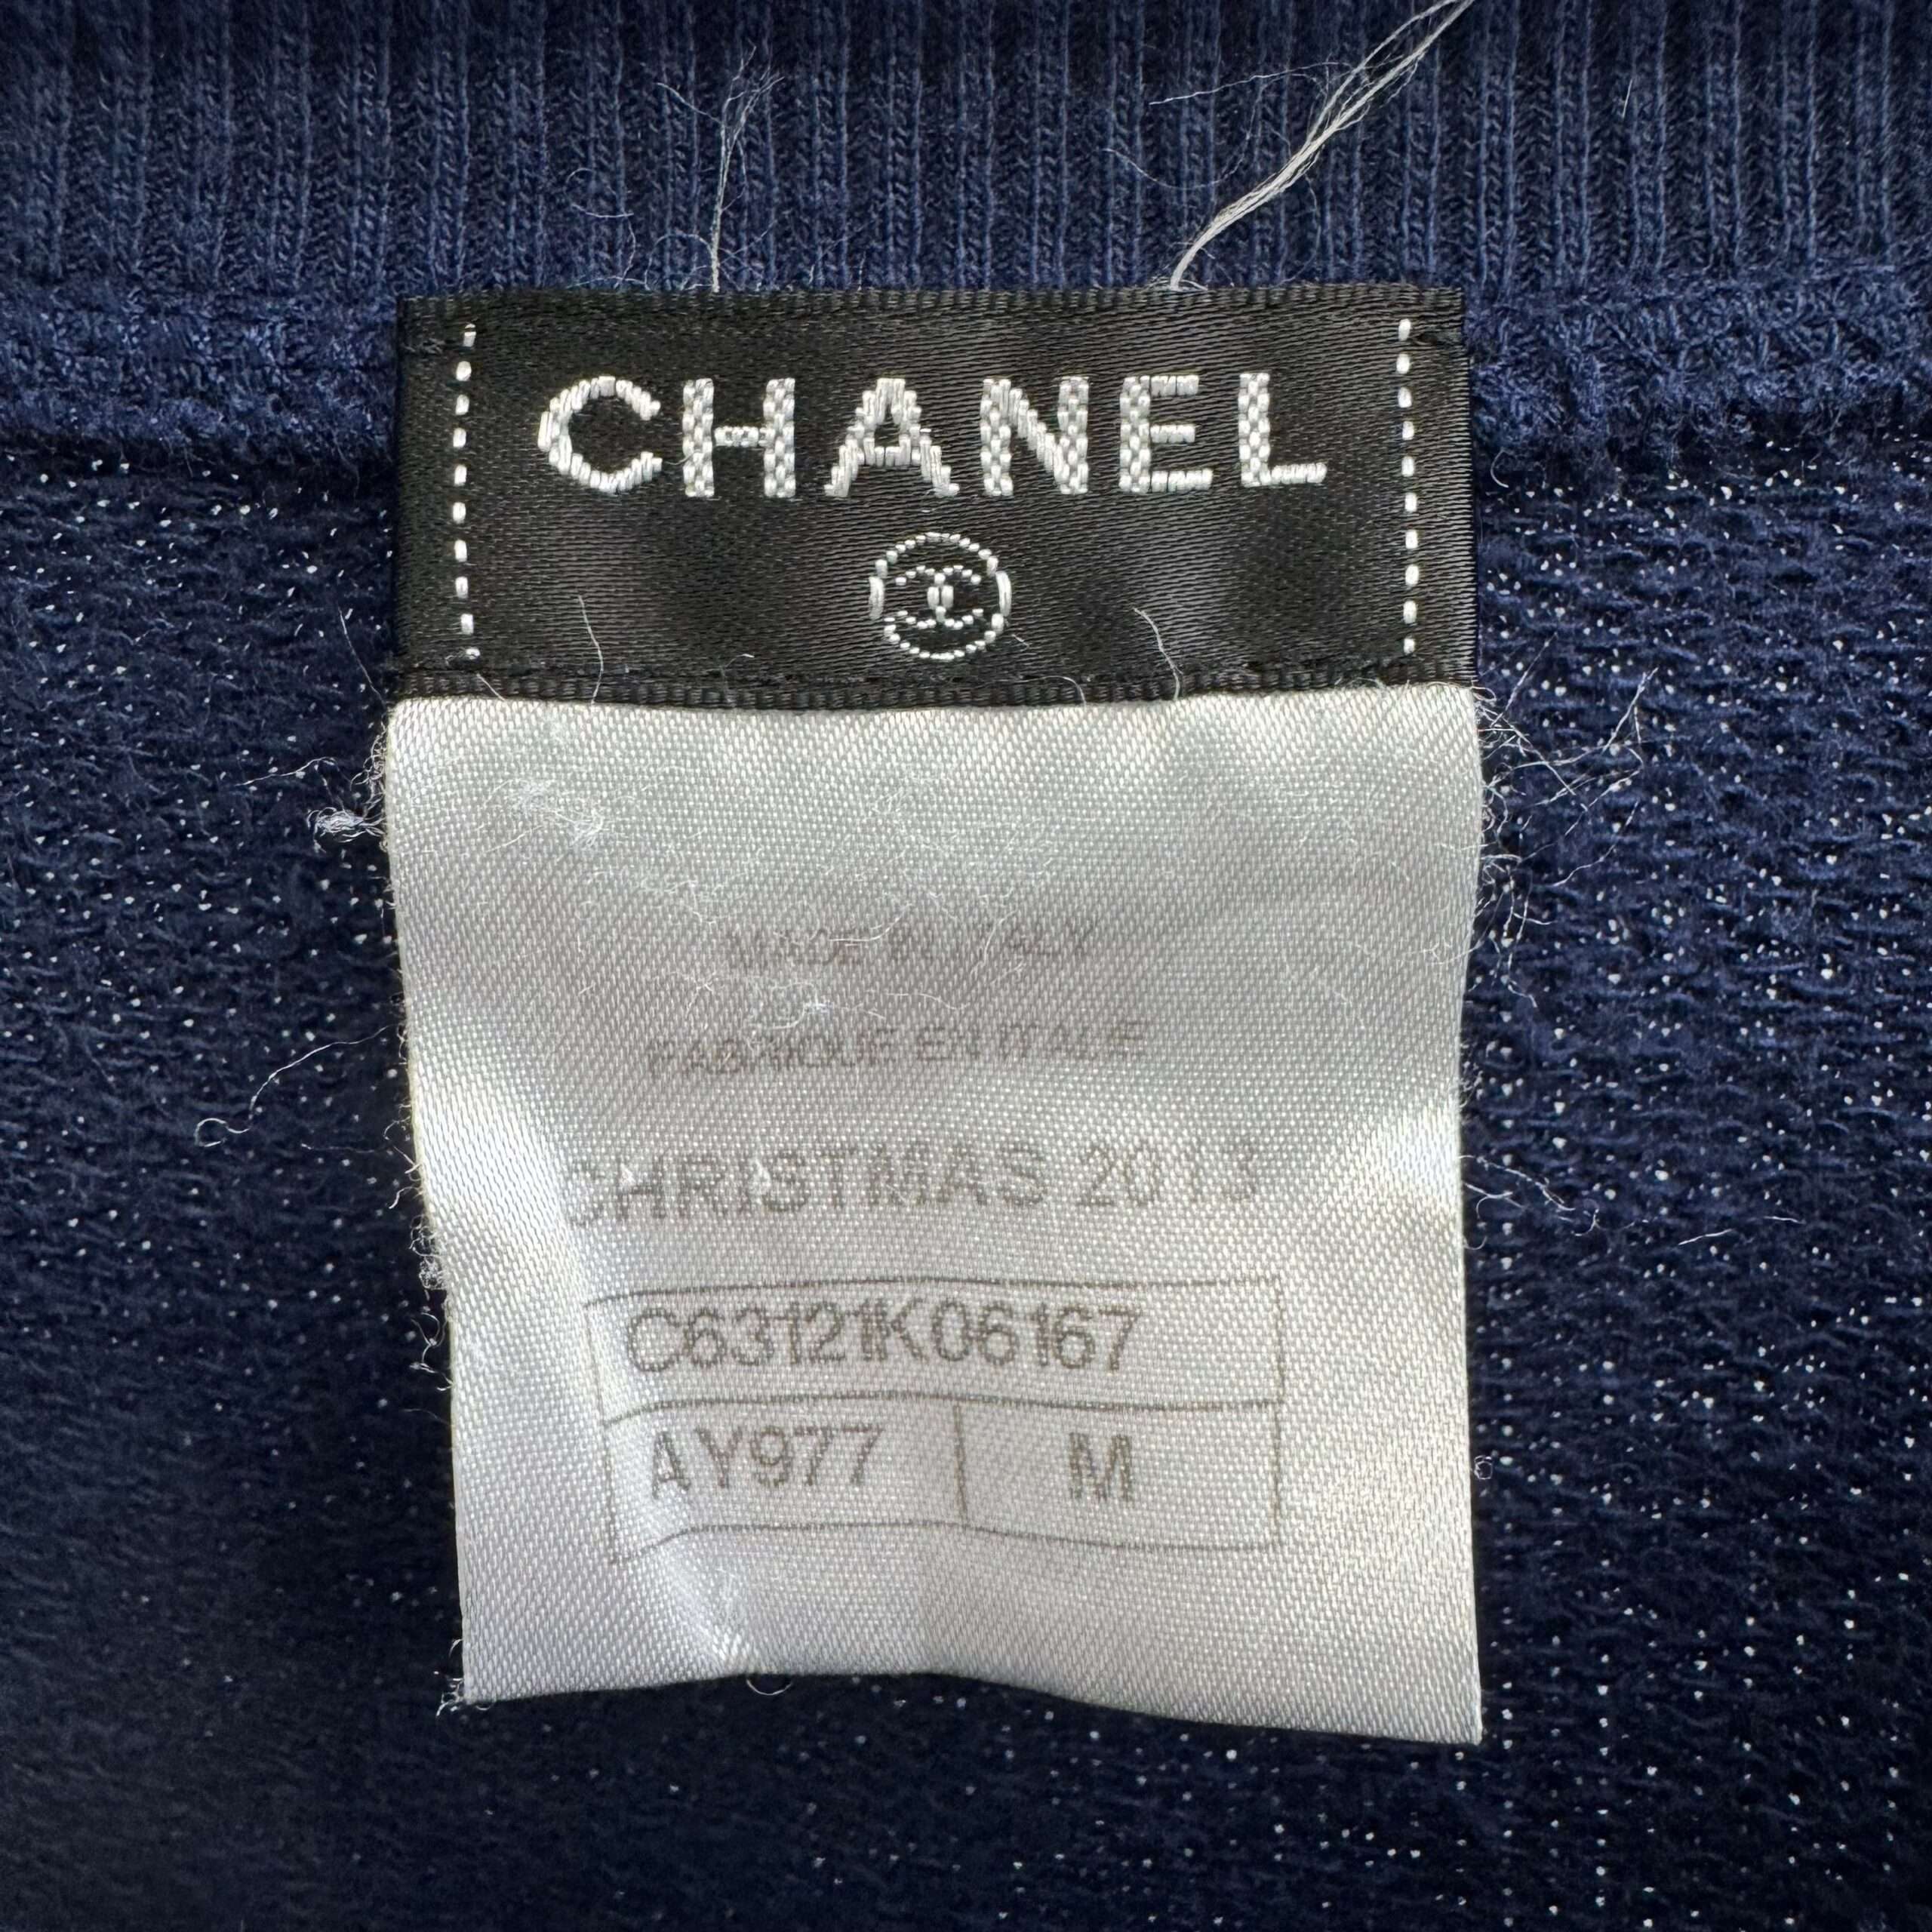 CHANEL
MADE IN ITALY
FABRIQUE EN ITALIE
CHRISTMAS 2013
C63121K06167
AY977 M